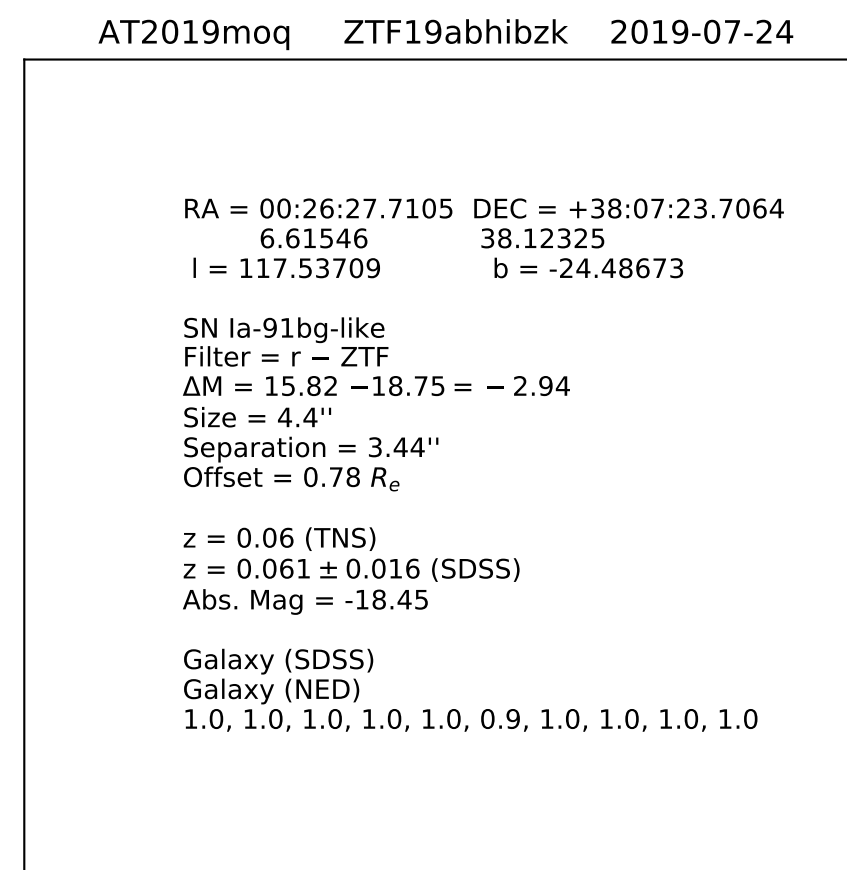 AT2019moq ZTF19abhibzk 2019-07-24
RA = 00:26:27.7105 DEC = +38:07:23.7064
6.61546 38.12325
l = 117.53709 b = -24.48673
SN Ia-91bg-like
Filter = r − ZTF
ΔM = 15.82 −18.75 = − 2.94
Size = 4.4''
Separation = 3.44''
Offset = 0.78 Re
z = 0.06 (TNS)
z = 0.061 ± 0.016 (SDSS)
Abs. Mag = -18.45
Galaxy (SDSS)
Galaxy (NED)
1.0, 1.0, 1.0, 1.0, 1.0, 0.9, 1.0, 1.0, 1.0, 1.0